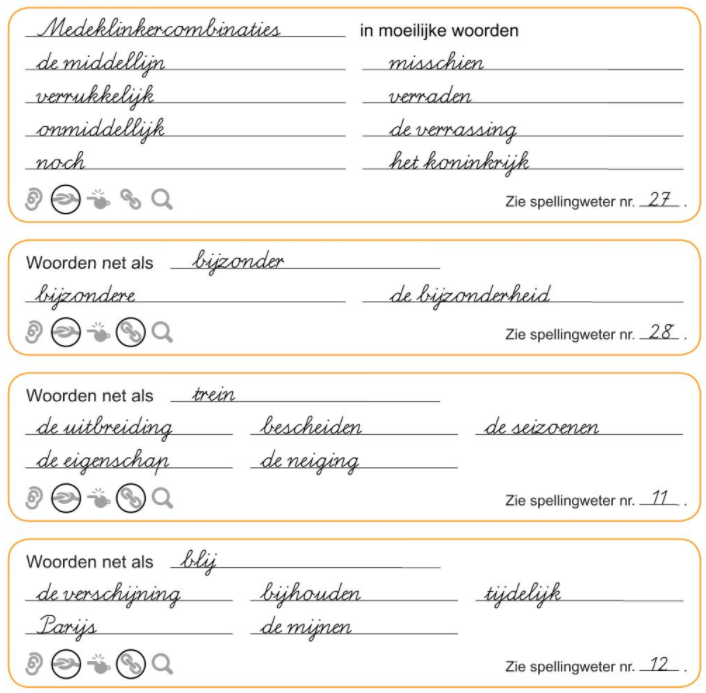 Medeklinkercombinaties in moeilijke woorden
de middellijn misschien
verrukkelijk verraden
onmiddellijk de verrassing
noch het koninkrijk
Zie spellingweter nr. 27.
Woorden net als bijzonder
bijzondere de bijzonderheid
Zie spellingweter nr. 28.
Woorden net als trein
de uitbreiding bescheiden de seizoenen
de eigenschap de neiging
Zie spellingweter nr. 11.
Woorden net als blij
de verschijning bijhouden tijdelijk
Parijs de mijnen
Zie spellingweter nr. 12.